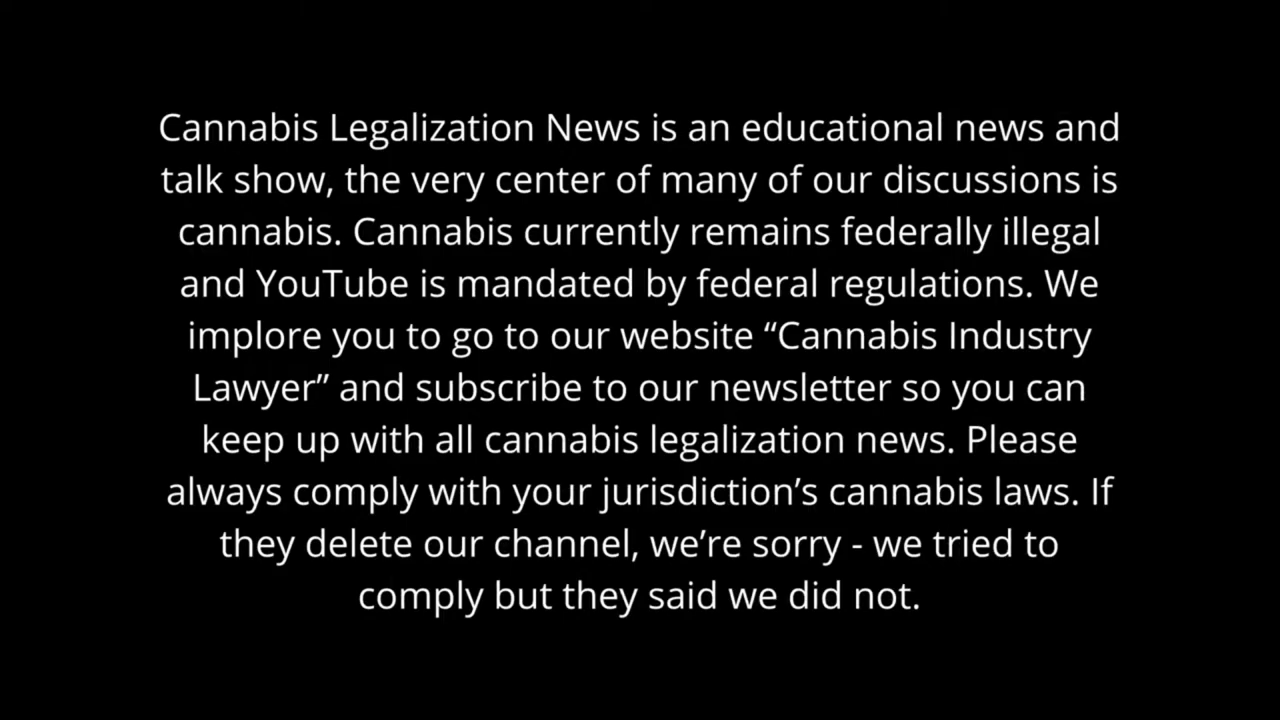 Cannabis Legalization News is an educational news and
talk show, the very center of many of our discussions is
cannabis. Cannabis currently remains federally illegal
and YouTube is mandated by federal regulations. We
implore you to go to our website “Cannabis Industry
Lawyer” and subscribe to our newsletter so you can
keep up with all cannabis legalization news. Please
always comply with your jurisdiction’s cannabis laws. If
they delete our channel, we’re sorry - we tried to
comply but they said we did not.